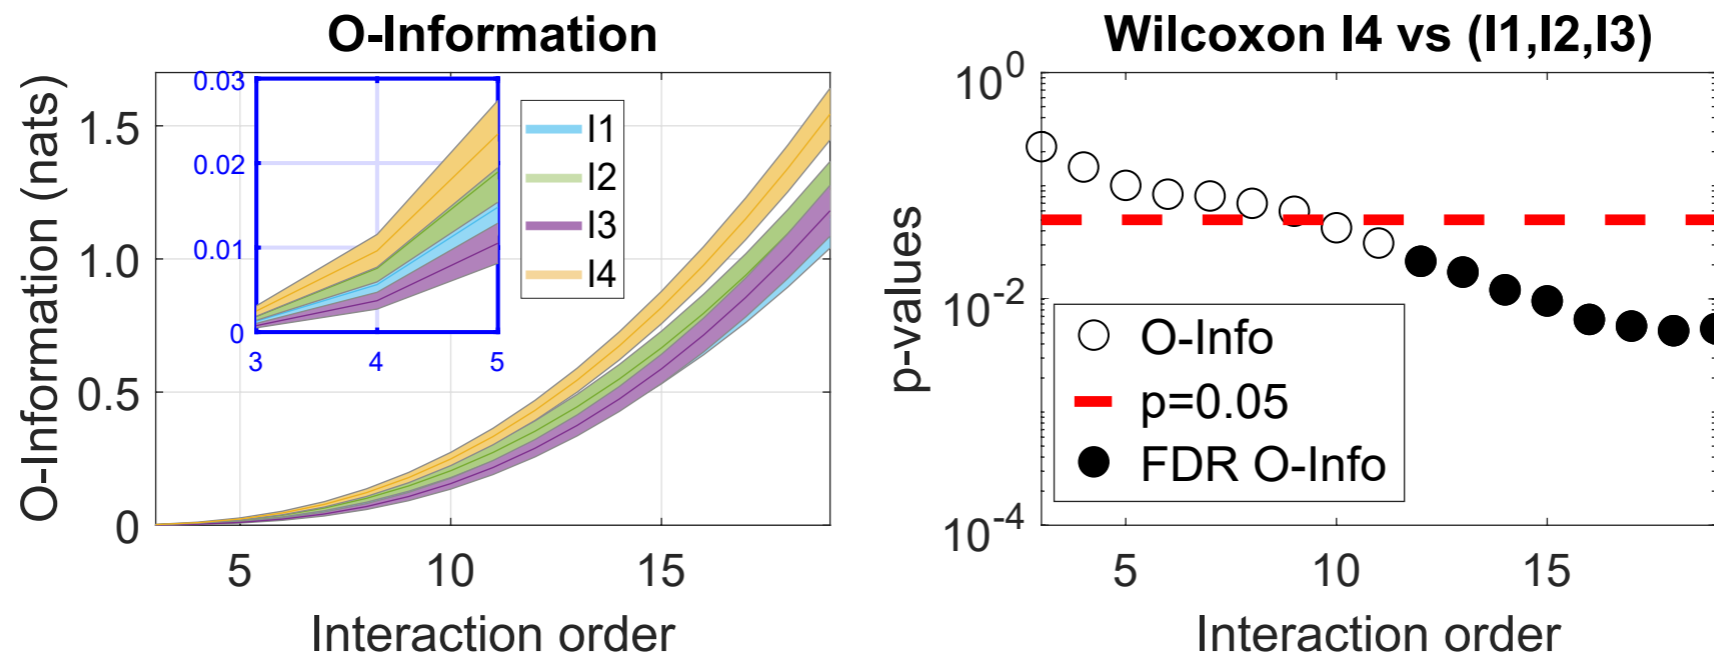 O-Information
O-Information (nats)
1.5
1.0
0.5
0
5
10
15
Interaction order
0.03
0.02
0.01
0
3
4
5
I1
I2
I3
I4
Wilcoxon I4 vs (I1,I2,I3)
p-values
10^0
10^-2
10^-4
5
10
15
Interaction order
O-Info
p=0.05
FDR O-Info